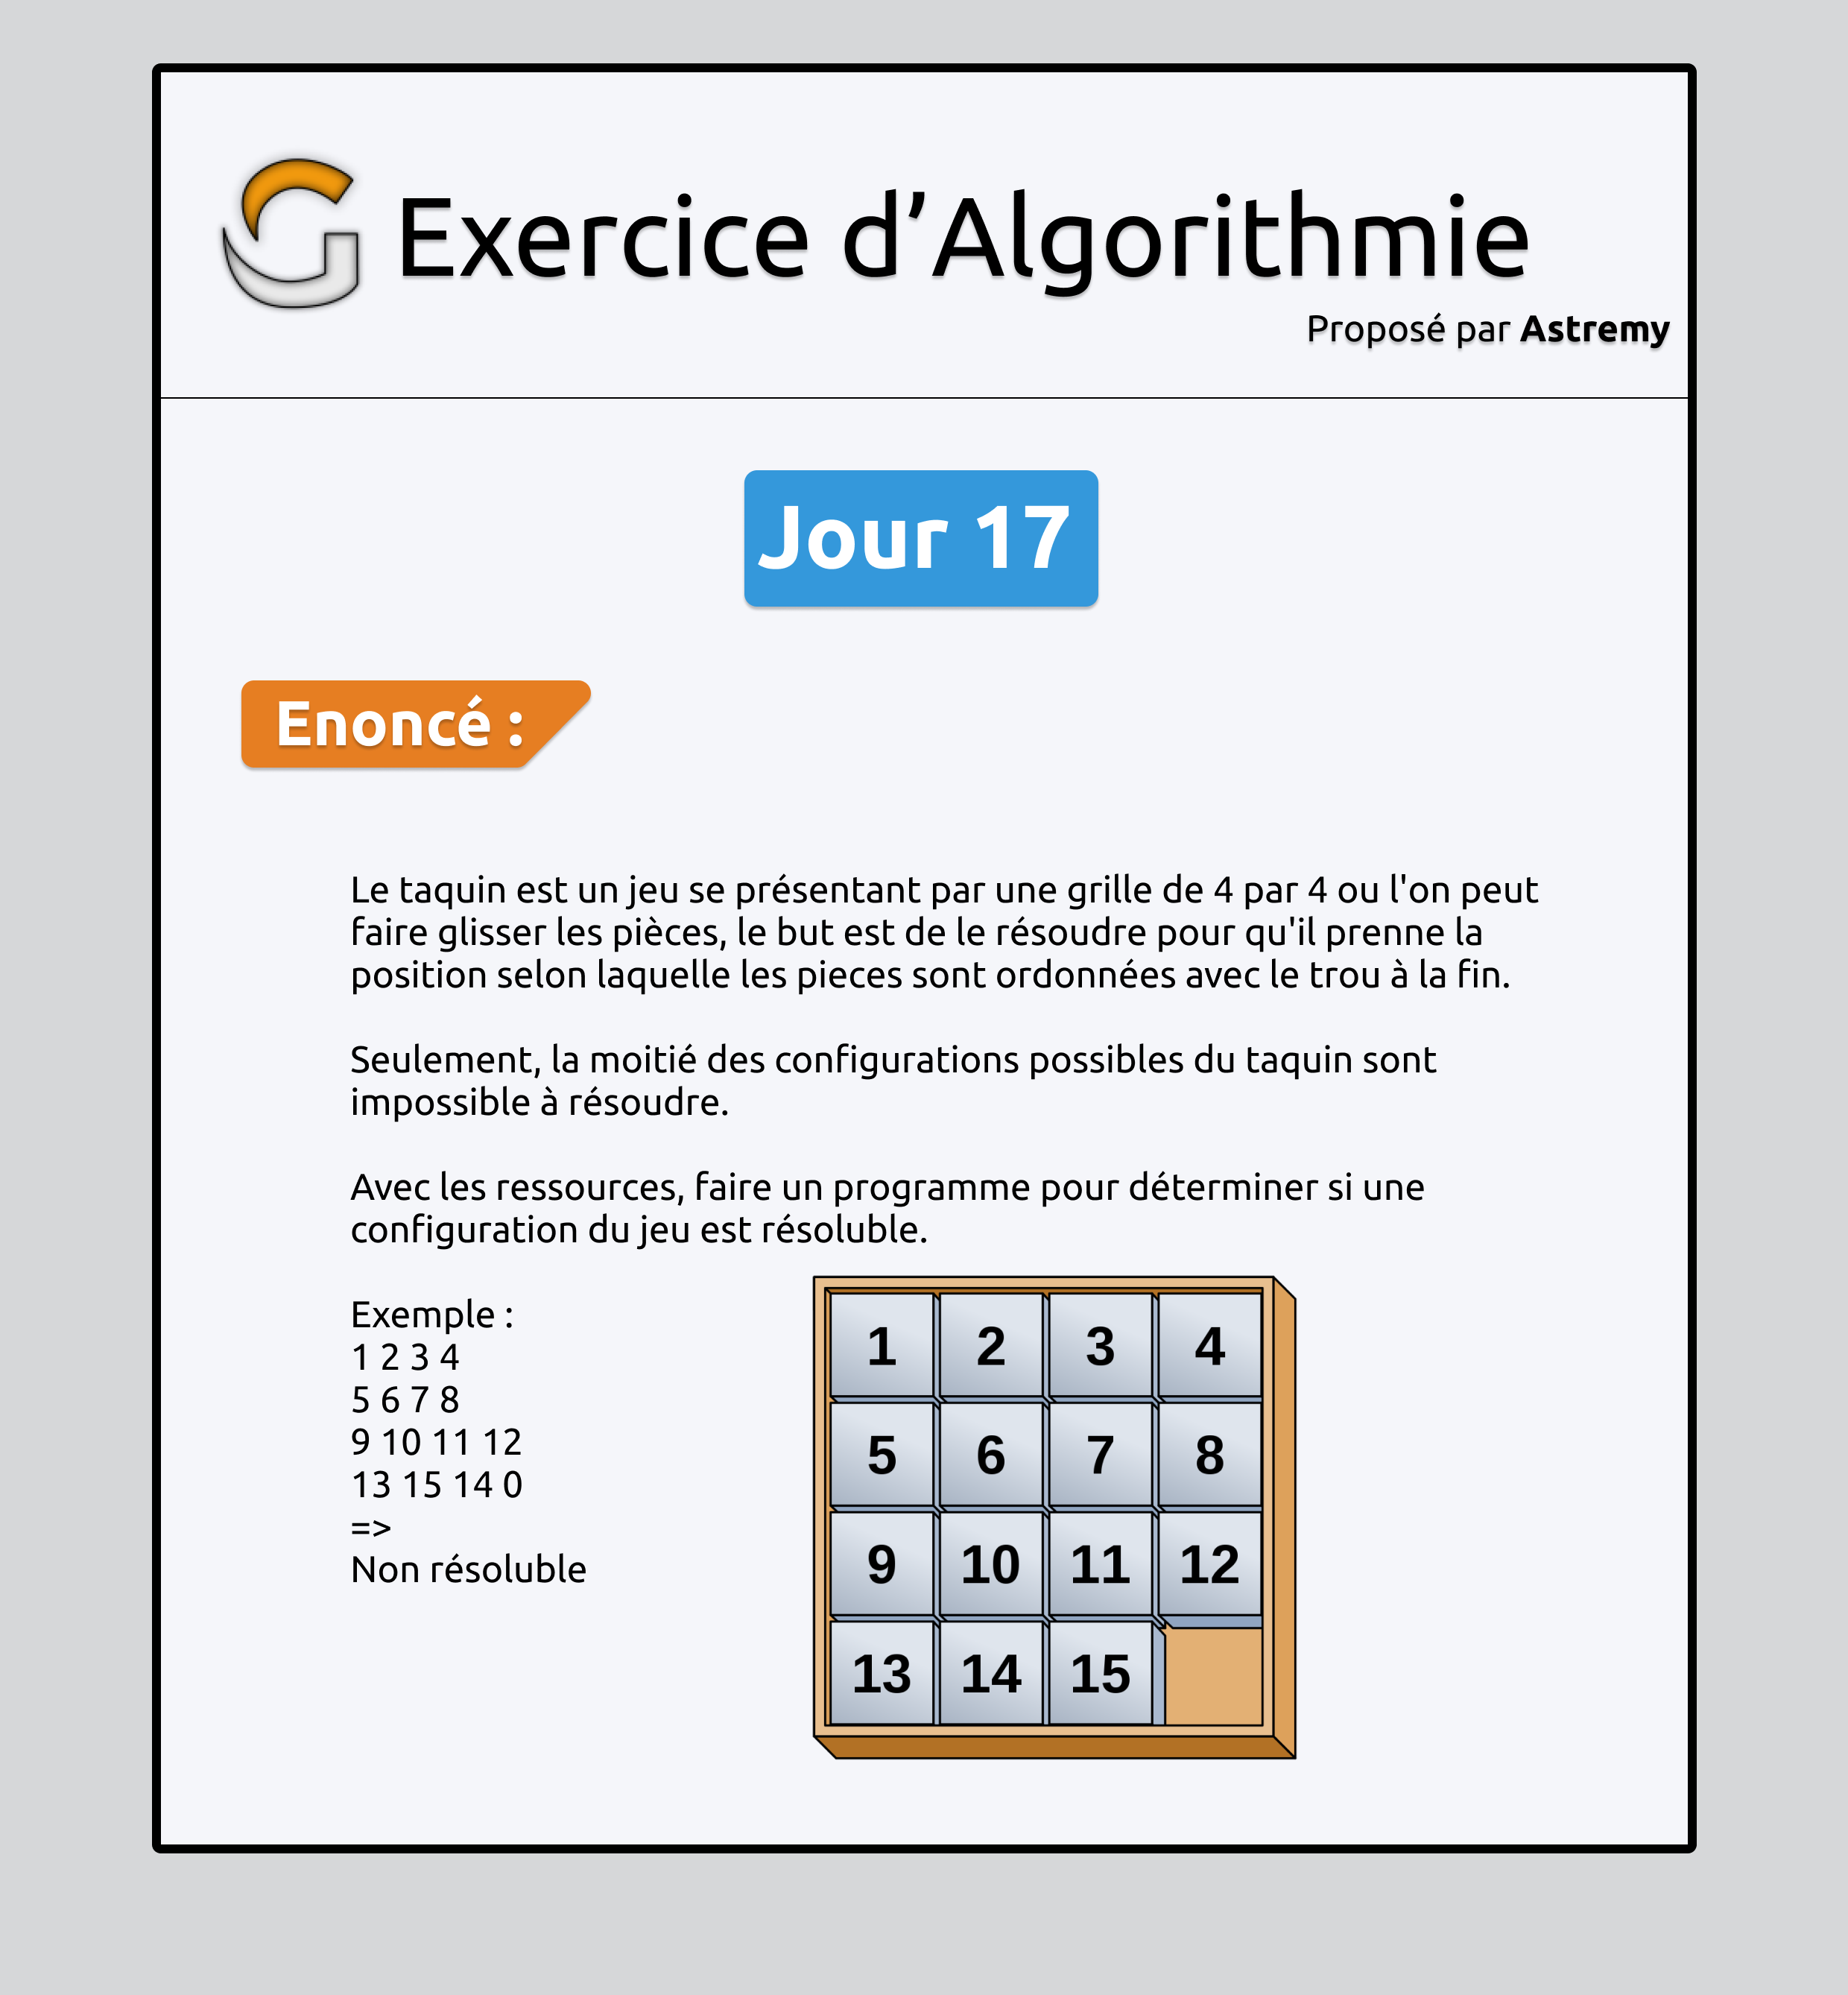 Exercice d’Algorithmie
Proposé par Astremy
Jour 17
Enoncé :
Le taquin est un jeu se présentant par une grille de 4 par 4 ou l'on peut
faire glisser les pièces, le but est de le résoudre pour qu'il prenne la
position selon laquelle les pieces sont ordonnées avec le trou à la fin.
Seulement, la moitié des configurations possibles du taquin sont
impossible à résoudre.
Avec les ressources, faire un programme pour déterminer si une
configuration du jeu est résoluble.
Exemple :
1 2 3 4
5 6 7 8
9 10 11 12
13 15 14 0
=>
Non résoluble
1 2 3 4
5 6 7 8
9 10 11 12
13 14 15